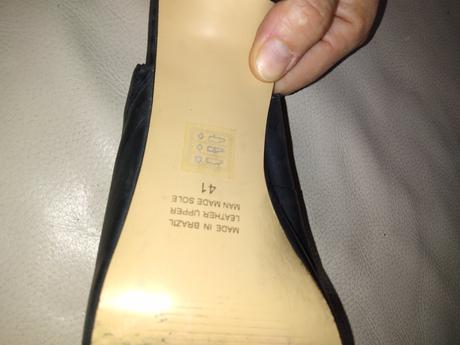 MADE IN BRAZIL
LEATHER UPPER
MAN MADE SOLE
41